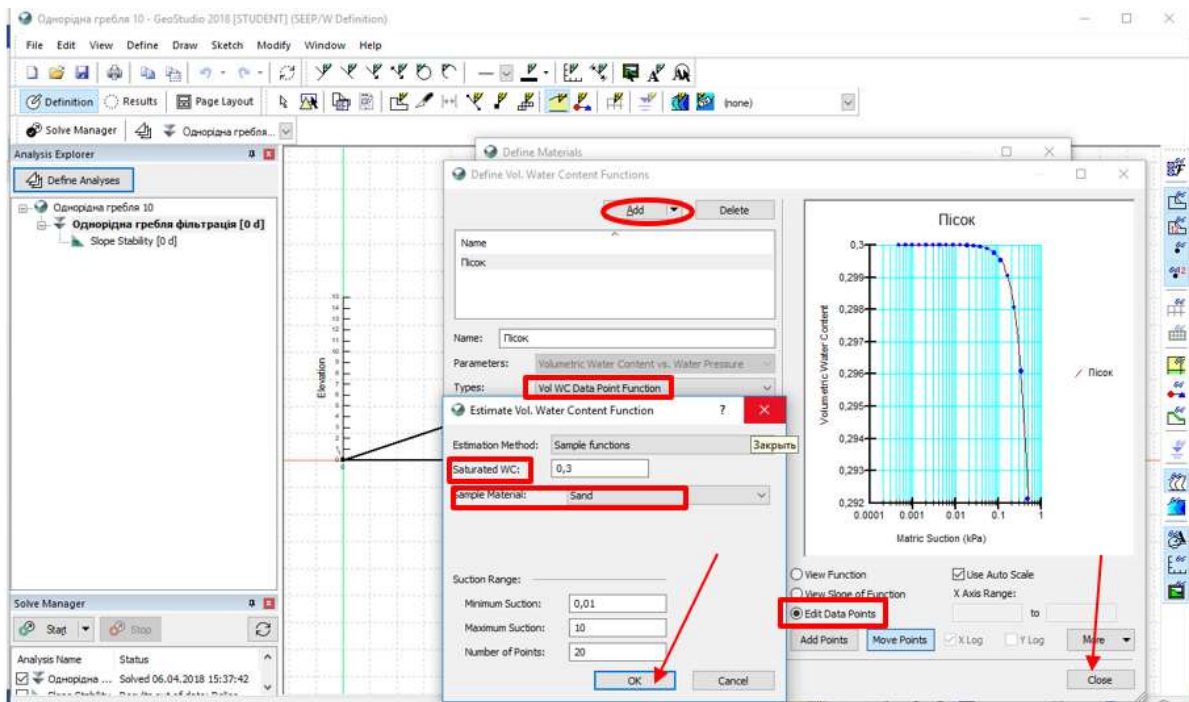 Однорідна гребля 10 - GeoStudio 2018 [STUDENT] (SEEP/W Definition)
File Edit View Define Draw Sketch Modify Window Help
Definition Results Page Layout (none)
Solve Manager Однорідна гребля...
Analysis Explorer
Define Analyses
Однорідна гребля 10
Однорідна гребля фільтрація [0 d]
Slope Stability [0 d]
Elevation
Define Materials
Define Vol. Water Content Functions
Add Delete
Name
Пісок
Name: Пісок
Parameters: Volumetric Water Content vs. Water Pressure
Types: Vol WC Data Point Function
Estimate Vol. Water Content Function ?
Estimation Method: Sample functions
Закрыть
Saturated WC: 0,3
Sample Material: Sand
Suction Range:
Minimum Suction: 0,01
Maximum Suction: 10
Number of Points: 20
OK Cancel
Пісок
0,3
0,299
0,298
0,297
0,296
0,295
0,294
0,293
0,292
Volumetric Water Content
0.0001 0.001 0.01 0.1 1
Matric Suction (kPa)
Пісок
View Function
Use Auto Scale
View Slope of Function
X Axis Range:
Edit Data Points
to
Add Points Move Points X Log Y Log More
Close
Solve Manager
Start Stop
Analysis Name Status
Однорідна ... Solved 06.04.2018 15:37:42